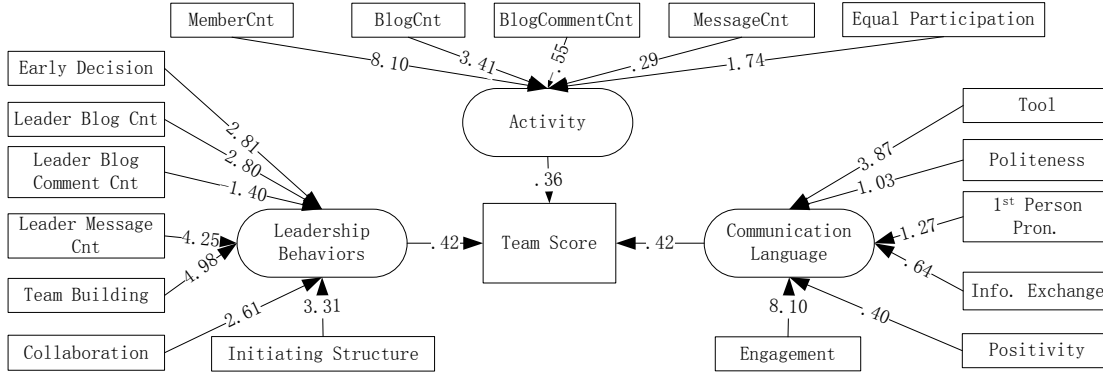 MemberCnt
BlogCnt
BlogCommentCnt
MessageCnt
Equal Participation
8.10
3.41
.55
.29
1.74
Activity
.36
Early Decision
Leader Blog Cnt
Leader Blog
Comment Cnt
Leader Message
Cnt
Team Building
Collaboration
Initiating Structure
2.81
2.80
1.40
4.25
4.98
2.61
3.31
Leadership
Behaviors
.42
Team Score
.42
Communication
Language
Tool
Politeness
1st Person
Pron.
Info. Exchange
Positivity
Engagement
3.87
1.03
1.27
.64
.40
8.10